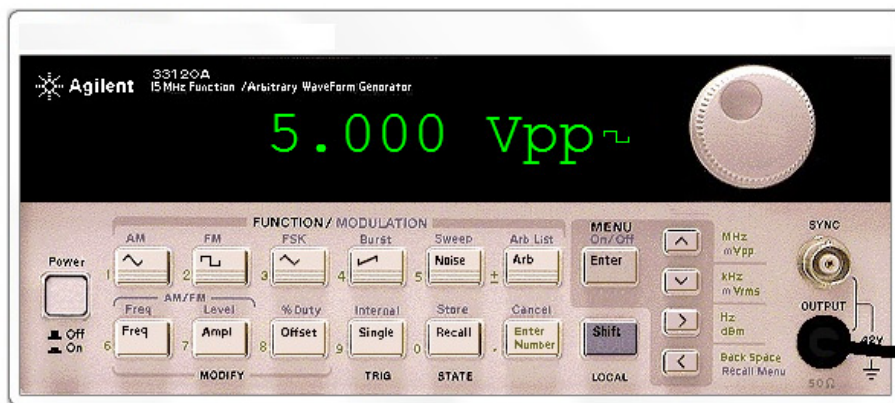 Agilent
33120A
15 MHz Function / Arbitrary WaveForm Genorator
5.000 Vpp
FUNCTION / MODULATION
MENU
AM FM FSK Burst Sweep Arb List On/Off
SYNC
MHz
mVpp
Power
1 2 3 4 5 Noise ± Arb Enter
kHz
mVrms
AM/FM
Freq Level %Duty Internal Store Cancel
OUTPUT
Hz
dBm
Off
On
6 Freq 7 Ampl 8 Offset 9 Single 0 Recall . Enter Number Shift
42V
Back Space
Recall Menu
MODIFY TRIG STATE LOCAL
50Ω